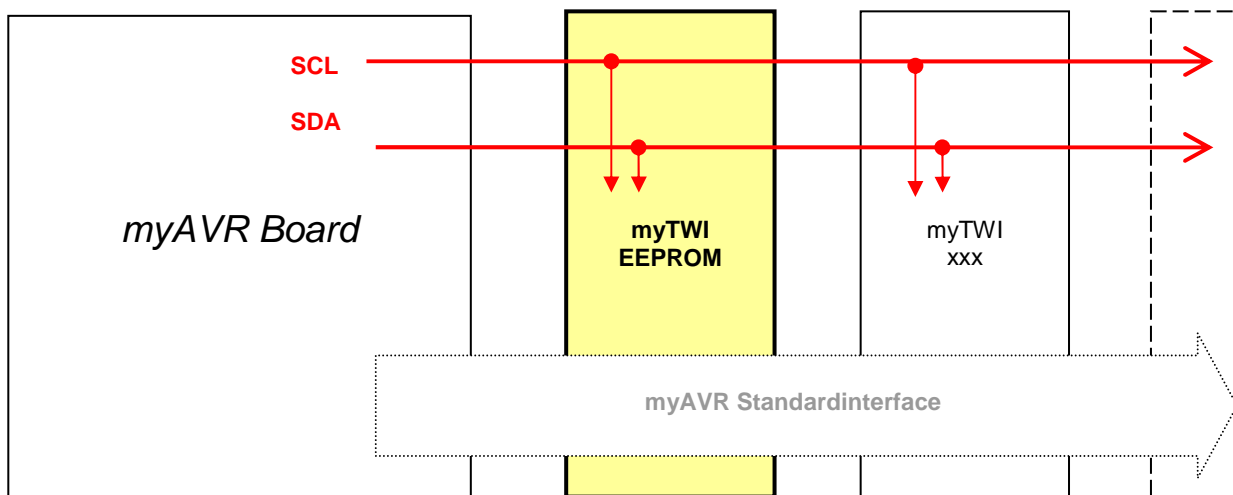 SCL
SDA
myAVR Board
myTWI
EEPROM
myTWI
xxx
myAVR Standardinterface